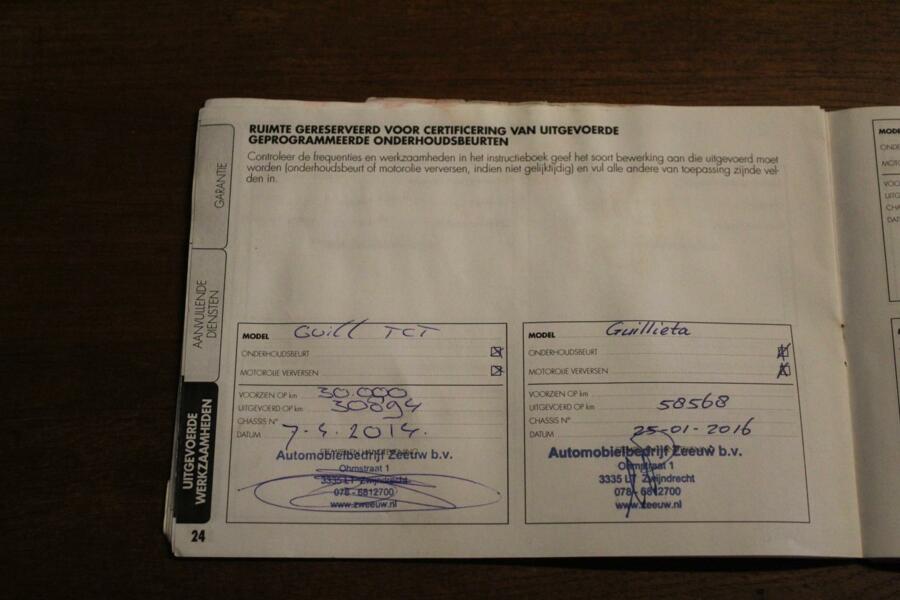 RUIMTE GERESERVEERD VOOR CERTIFICERING VAN UITGEVOERDE
GEPROGRAMMEERDE ONDERHOUDSBEURTEN
Controleer de frequenties en werkzaamheden in het instructieboek geef het soort bewerking aan die uitgevoerd moet
worden (onderhoudsbeurt of motorolie verversen, indien niet gelijktijdig) en vul alle andere van toepassing zijnde vel-
den in.
GARANTIE
AANVULLENDE
DIENSTEN
UITGEVOERDE
WERKZAAMHEDEN
MODEL Guill TCT
ONDERHOUDSBEURT
MOTOROLIE VERVERSEN
VOORZIEN OP km 30.000
UITGEVOERD OP km 30094
CHASSIS N°
DATUM 7-4.2014.
Automobielbedrijf Zeeuw b.v.
Ohmstraat 1
3335 LT Zwijndrecht
078 - 6812700
www.zweeuw.nl
MODEL Guillieta
ONDERHOUDSBEURT
MOTOROLIE VERVERSEN
VOORZIEN OP km
UITGEVOERD OP km 58568
CHASSIS N°
DATUM 25-01-2016
Automobielbedrijf Zeeuw b.v.
Ohmstraat 1
3335 LT Zwijndrecht
078 - 6812700
www.zeeuw.nl
24